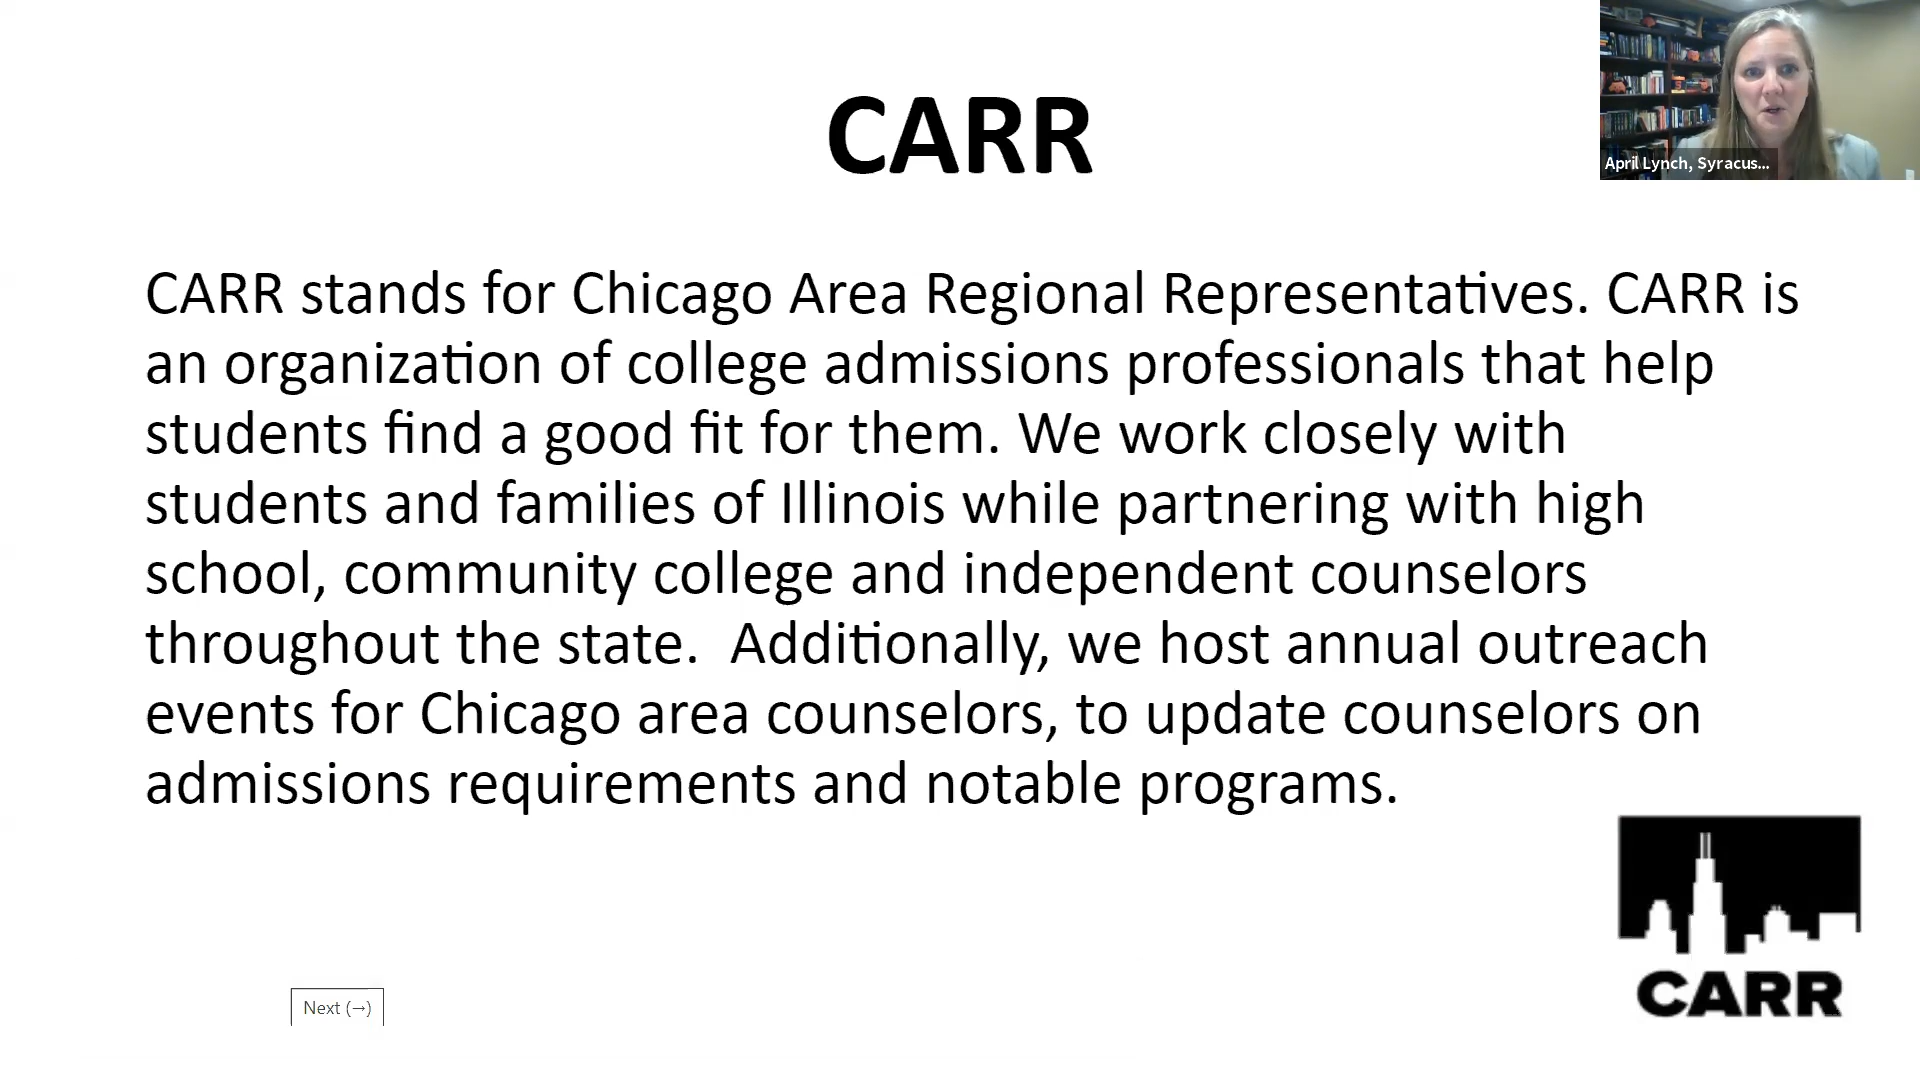 CARR
April Lynch, Syracus...
CARR stands for Chicago Area Regional Representatives. CARR is
an organization of college admissions professionals that help
students find a good fit for them. We work closely with
students and families of Illinois while partnering with high
school, community college and independent counselors
throughout the state.  Additionally, we host annual outreach
events for Chicago area counselors, to update counselors on
admissions requirements and notable programs.
CARR
Next (→)